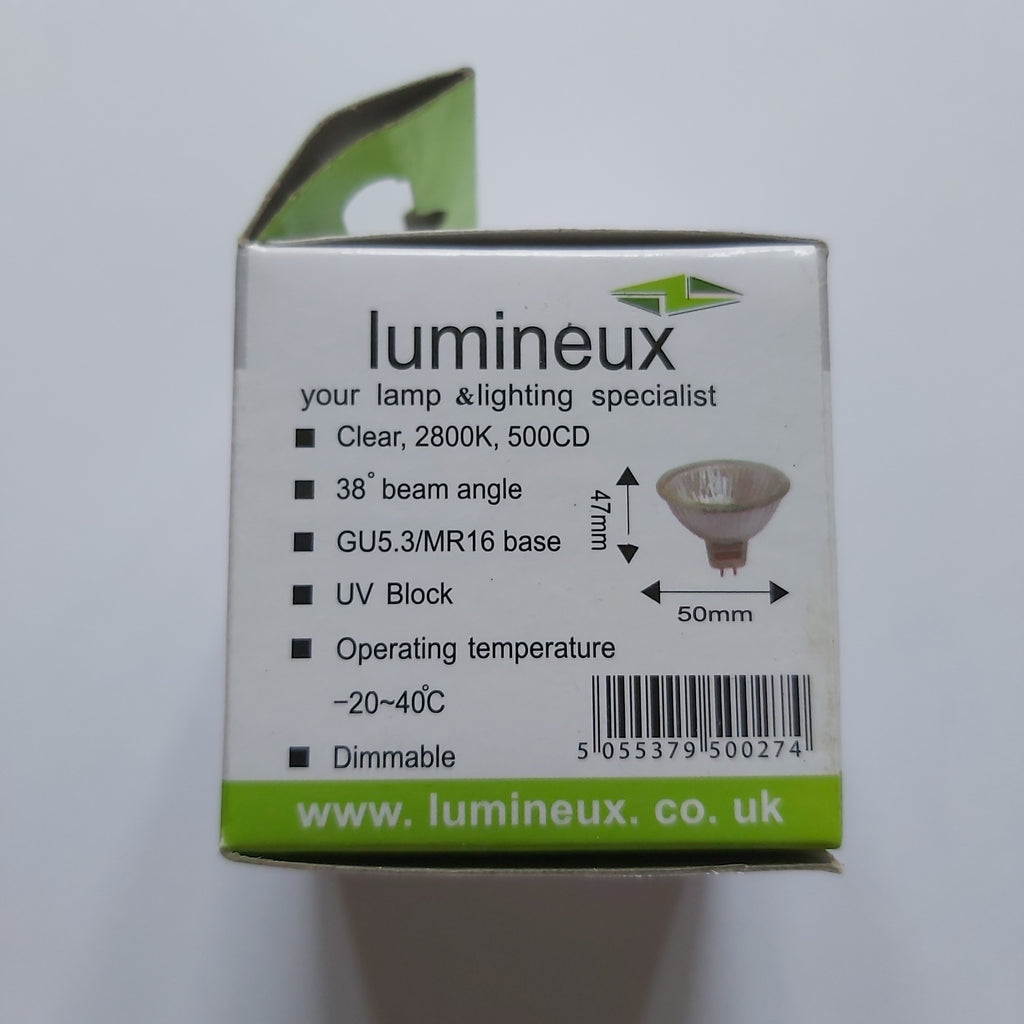 lumineux
your lamp &lighting specialist
Clear, 2800K, 500CD
38° beam angle
GU5.3/MR16 base
UV Block
Operating temperature
–20~40°C
Dimmable
47mm
50mm
5 055379 500274
www. lumineux. co. uk